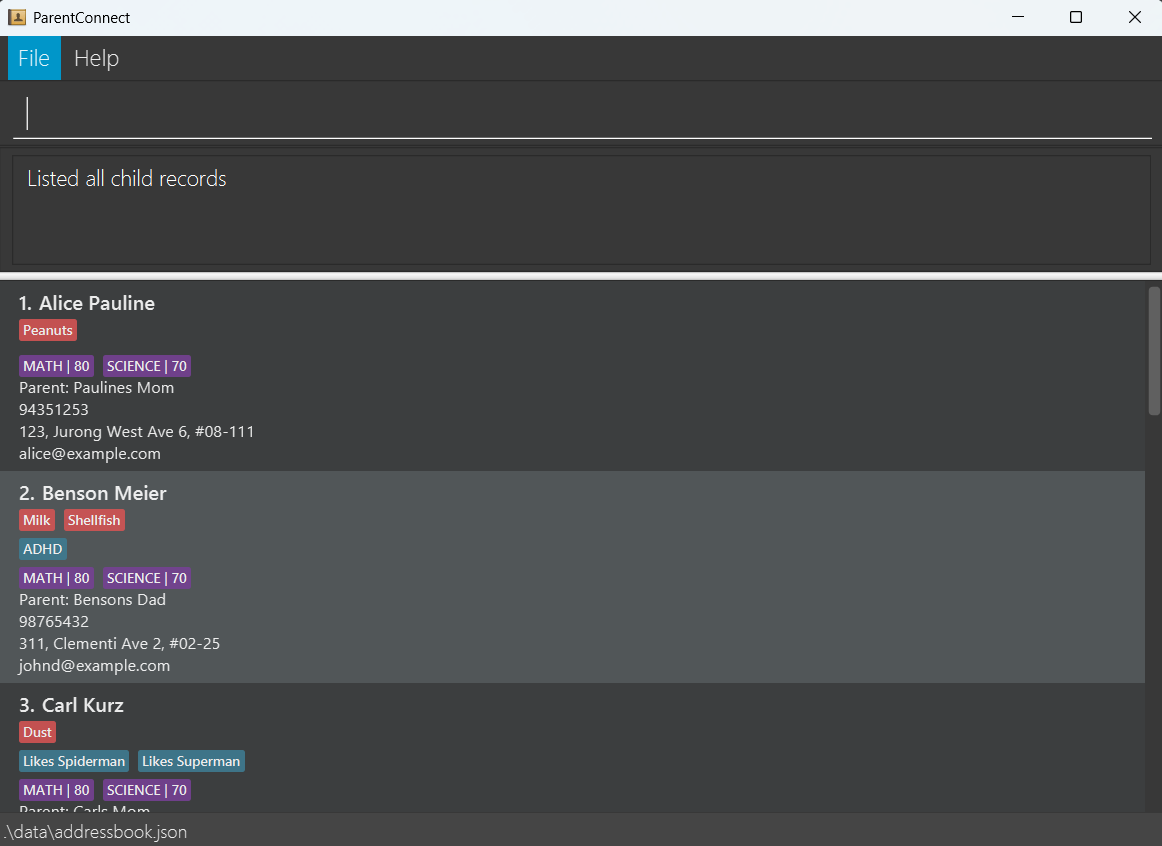 ParentConnect
File Help
Listed all child records
1. Alice Pauline
Peanuts
MATH | 80 SCIENCE | 70
Parent: Paulines Mom
94351253
123, Jurong West Ave 6, #08-111
alice@example.com
2. Benson Meier
Milk Shellfish
ADHD
MATH | 80 SCIENCE | 70
Parent: Bensons Dad
98765432
311, Clementi Ave 2, #02-25
johnd@example.com
3. Carl Kurz
Dust
Likes Spiderman Likes Superman
MATH | 80 SCIENCE | 70
Parent: Carls Mom
.\data\addressbook.json